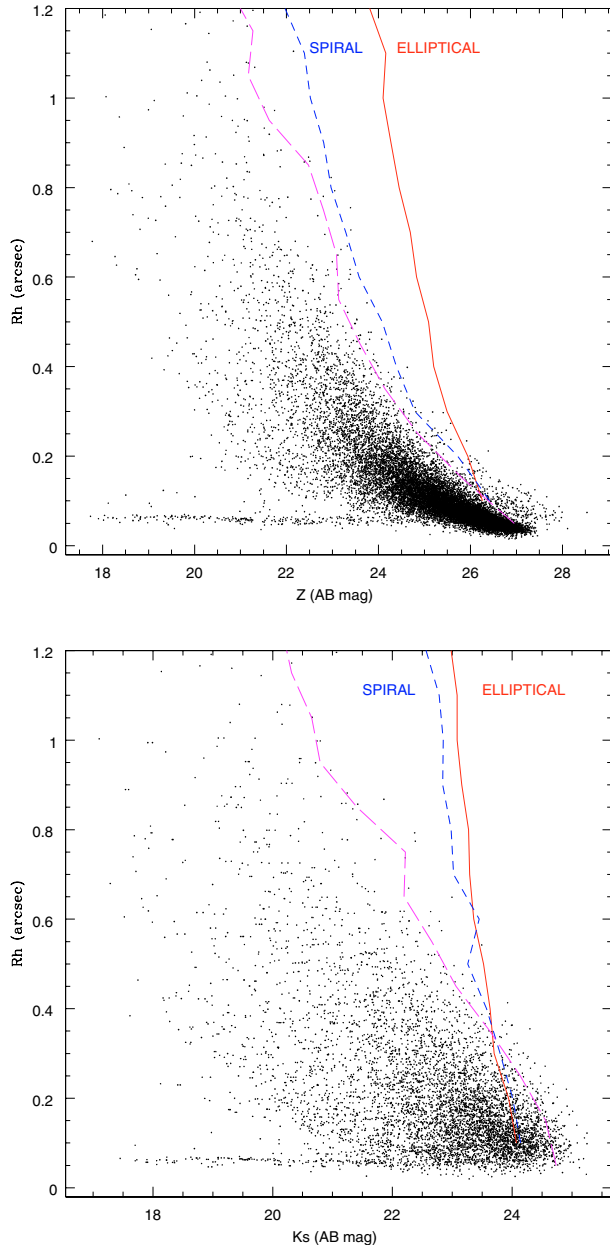 1.2
SPIRAL ELLIPTICAL
1
0.8
Rh (arcsec)
0.6
0.4
0.2
0
18 20 22 24 26 28
Z (AB mag)
1.2
SPIRAL ELLIPTICAL
1
0.8
Rh (arcsec)
0.6
0.4
0.2
0
18 20 22 24
Ks (AB mag)